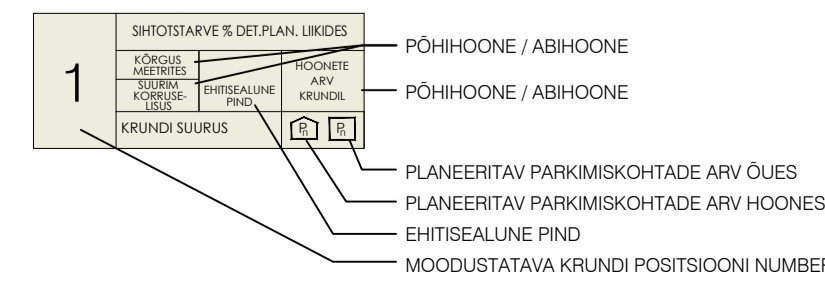 1
SIHTOTSTARVE % DET.PLAN. LIIKIDES
KÕRGUS
MEETRITES
SUURIM
KORRUSE-
LISUS
EHITISEALUNE
PIND
HOONETE
ARV
KRUNDIL
KRUNDI SUURUS
Pn
Pn
PÕHIHOONE / ABIHOONE
PÕHIHOONE / ABIHOONE
PLANEERITAV PARKIMISKOHTADE ARV ÕUES
PLANEERITAV PARKIMISKOHTADE ARV HOONES
EHITISEALUNE PIND
MOODUSTATAVA KRUNDI POSITSIOONI NUMBER